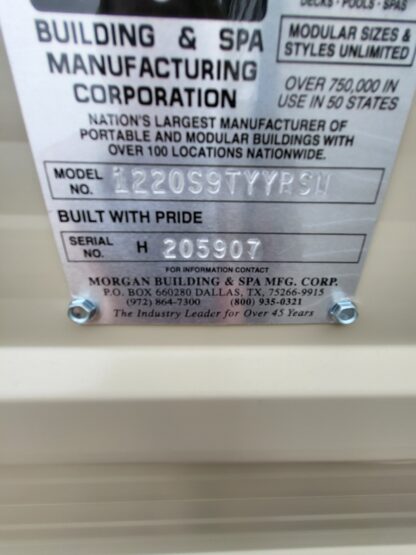 DECKS · POOLS · SPAS
BUILDING & SPA
MANUFACTURING
CORPORATION
MODULAR SIZES &
STYLES UNLIMITED
OVER 750,000 IN
USE IN 50 STATES
NATION'S LARGEST MANUFACTURER OF
PORTABLE AND MODULAR BUILDINGS WITH
OVER 100 LOCATIONS NATIONWIDE.
MODEL NO.
BUILT WITH PRIDE
SERIAL NO. H 205907
FOR INFORMATION CONTACT
MORGAN BUILDING & SPA MFG. CORP.
P.O. BOX 660280 DALLAS, TX, 75266-9915
(972) 864-7300 (800) 935-0321
The Industry Leader for Over 45 Years